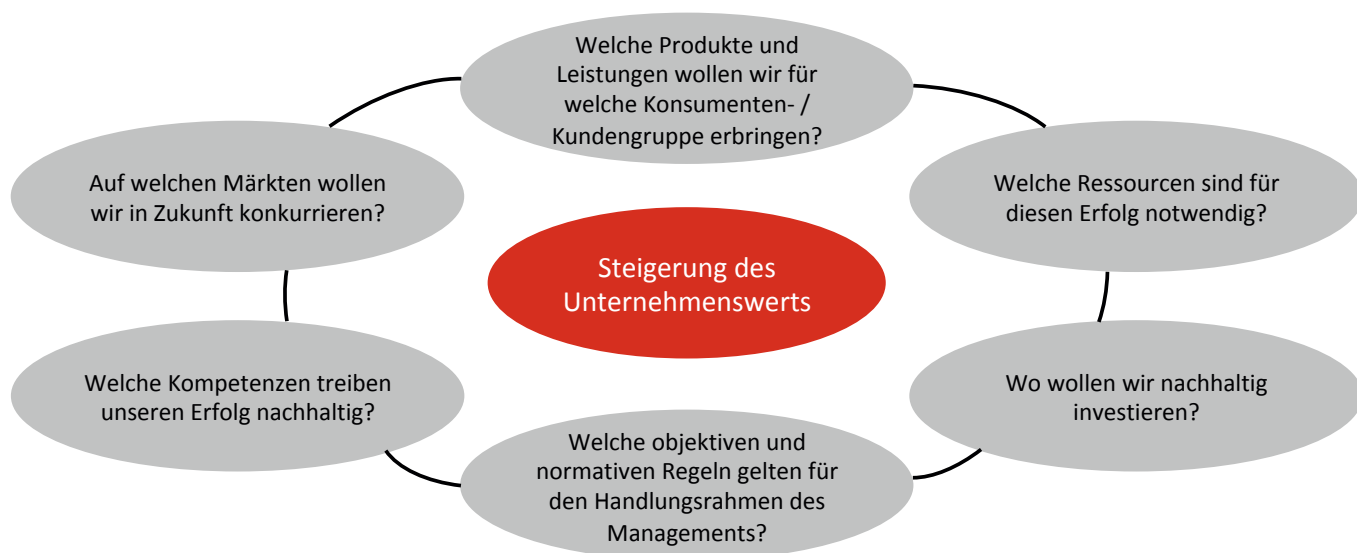 Welche Produkte und
Leistungen wollen wir für
welche Konsumenten- /
Kundengruppe erbringen?
Auf welchen Märkten wollen
wir in Zukunft konkurrieren?
Welche Ressourcen sind für
diesen Erfolg notwendig?
Steigerung des
Unternehmenswerts
Welche Kompetenzen treiben
unseren Erfolg nachhaltig?
Wo wollen wir nachhaltig
investieren?
Welche objektiven und
normativen Regeln gelten für
den Handlungsrahmen des
Managements?